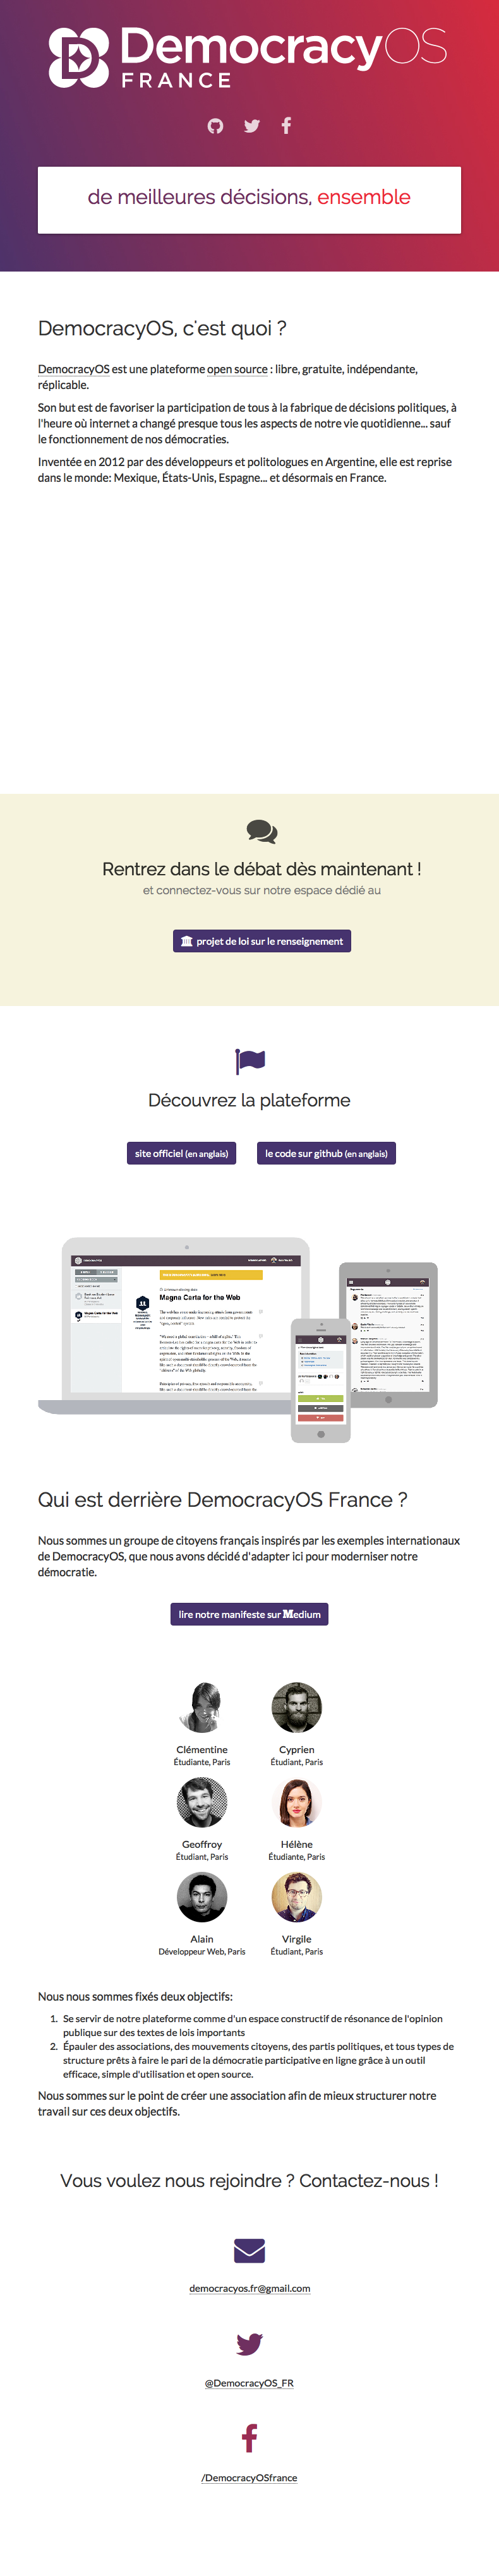 DemocracyOS
FRANCE
de meilleures décisions, ensemble
DemocracyOS, c'est quoi ?
DemocracyOS est une plateforme open source : libre, gratuite, indépendante,
réplicable.
Son but est de favoriser la participation de tous à la fabrique de décisions politiques, à
l'heure où internet a changé presque tous les aspects de notre vie quotidienne... sauf
le fonctionnement de nos démocraties.
Inventée en 2012 par des développeurs et politologues en Argentine, elle est reprise
dans le monde: Mexique, États-Unis, Espagne... et désormais en France.
Rentrez dans le débat dès maintenant !
et connectez-vous sur notre espace dédié au
projet de loi sur le renseignement
Découvrez la plateforme
site officiel (en anglais)
le code sur github (en anglais)
Magna Carta for the Web
Qui est derrière DemocracyOS France ?
Nous sommes un groupe de citoyens français inspirés par les exemples internationaux
de DemocracyOS, que nous avons décidé d'adapter ici pour moderniser notre
démocratie.
lire notre manifeste sur Medium
Clémentine
Étudiante, Paris
Cyprien
Étudiant, Paris
Geoffroy
Étudiant, Paris
Hélène
Étudiante, Paris
Alain
Développeur Web, Paris
Virgile
Étudiant, Paris
Nous nous sommes fixés deux objectifs:
1. Se servir de notre plateforme comme d'un espace constructif de résonance de l'opinion
publique sur des textes de lois importants
2. Épauler des associations, des mouvements citoyens, des partis politiques, et tous types de
structure prêts à faire le pari de la démocratie participative en ligne grâce à un outil
efficace, simple d'utilisation et open source.
Nous sommes sur le point de créer une association afin de mieux structurer notre
travail sur ces deux objectifs.
Vous voulez nous rejoindre ? Contactez-nous !
democracyos.fr@gmail.com
@DemocracyOS_FR
/DemocracyOSfrance